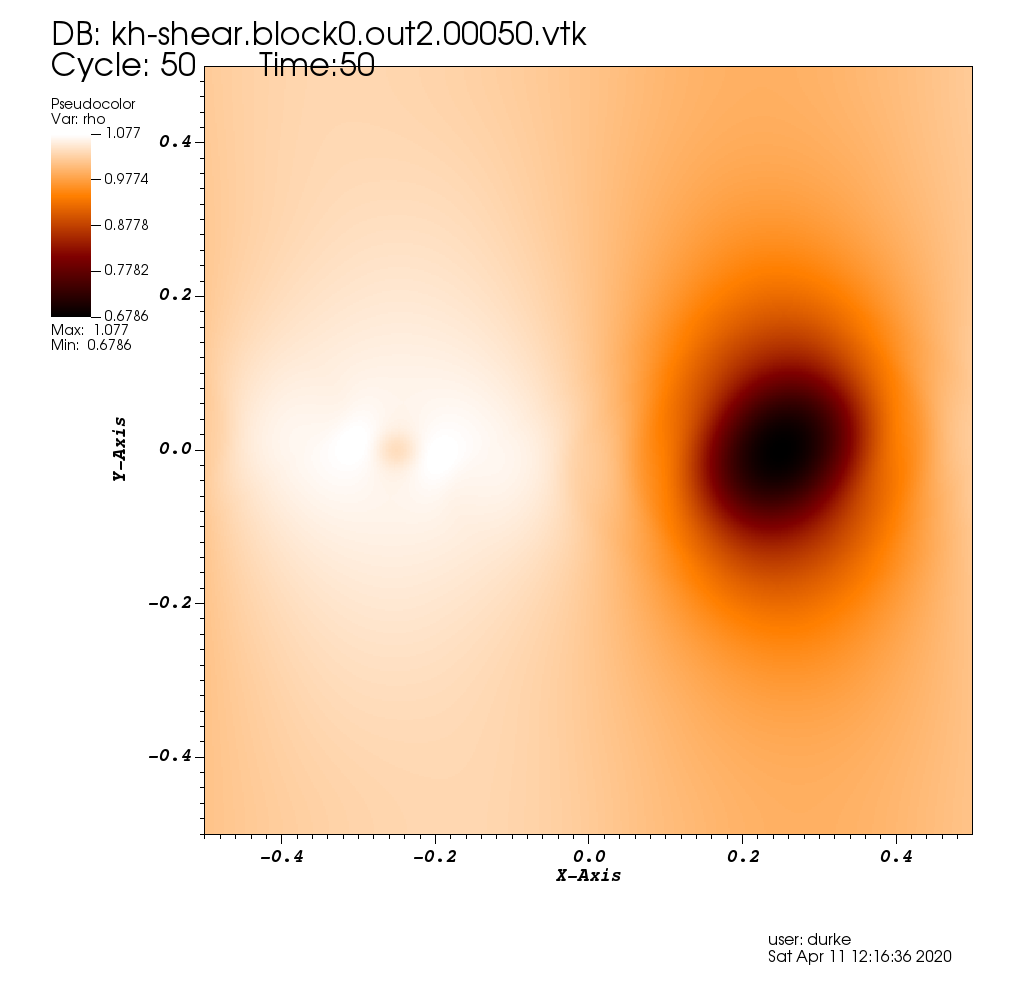 DB: kh-shear.block0.out2.00050.vtk
Cycle: 50 Time:50
Pseudocolor
Var: rho
1.077
0.9774
0.8778
0.7782
0.6786
Max: 1.077
Min: 0.6786
0.4
0.2
0.0
-0.2
-0.4
Y-Axis
-0.4 -0.2 0.0 0.2 0.4
X-Axis
user: durke
Sat Apr 11 12:16:36 2020